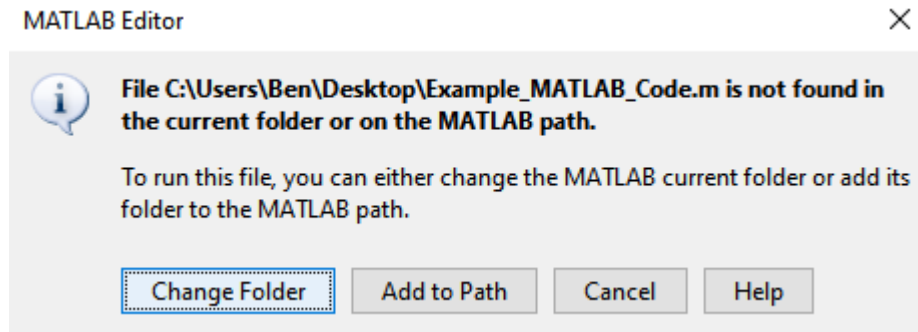 MATLAB Editor
File C:\Users\Ben\Desktop\Example_MATLAB_Code.m is not found in
the current folder or on the MATLAB path.
To run this file, you can either change the MATLAB current folder or add its
folder to the MATLAB path.
Change Folder Add to Path Cancel Help